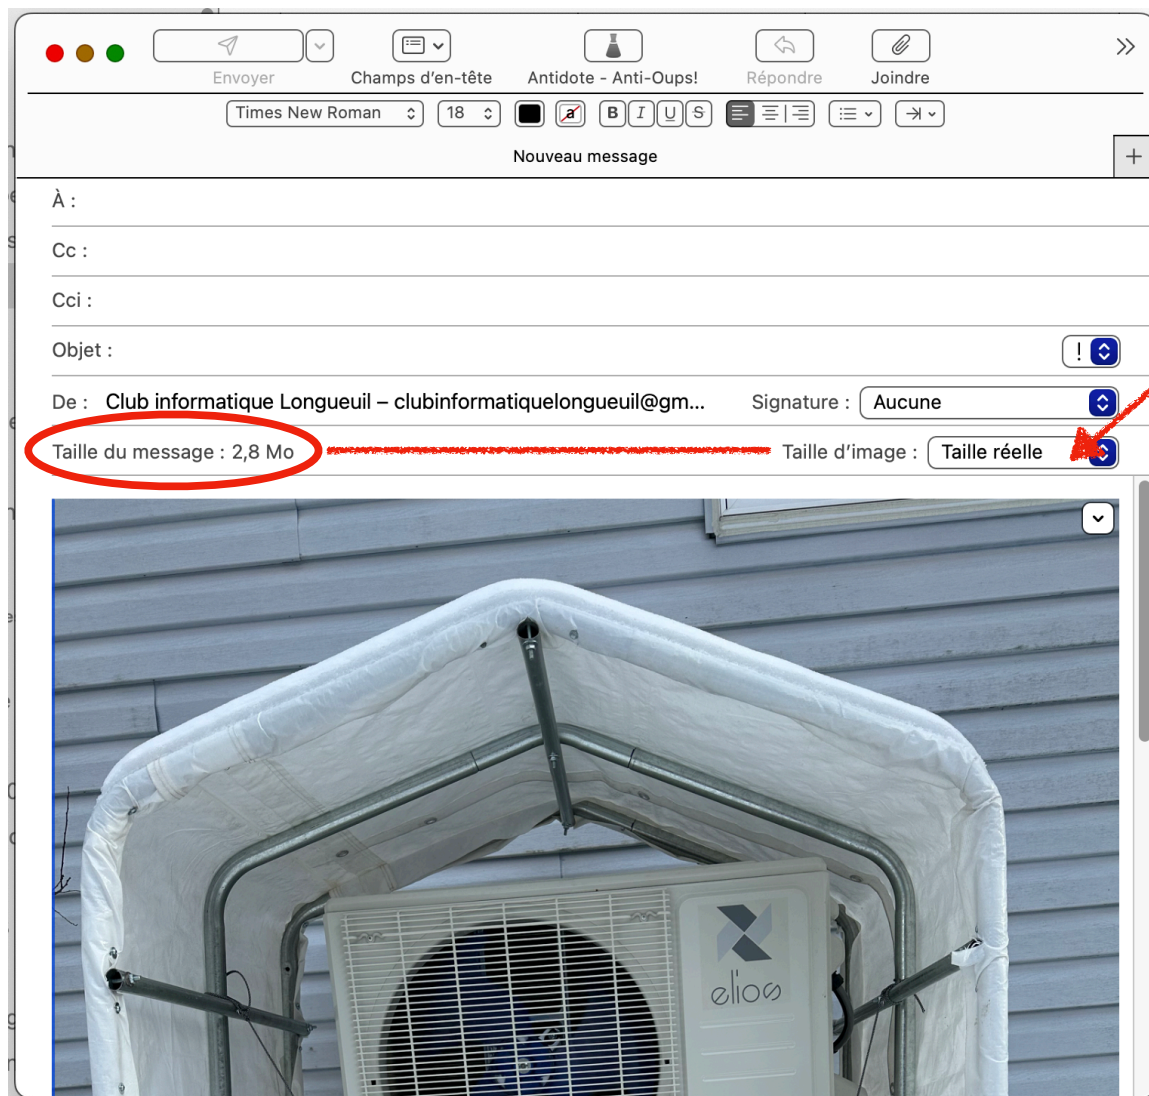 Envoyer
Champs d'en-tête
Antidote - Anti-Oups!
Répondre
Joindre
Times New Roman
18
a
B I U S
Nouveau message
À :
Cc :
Cci :
Objet :
!
De : Club informatique Longueuil – clubinformatiquelongueuil@gm... Signature : Aucune
Taille du message : 2,8 Mo Taille d'image : Taille réelle
elios